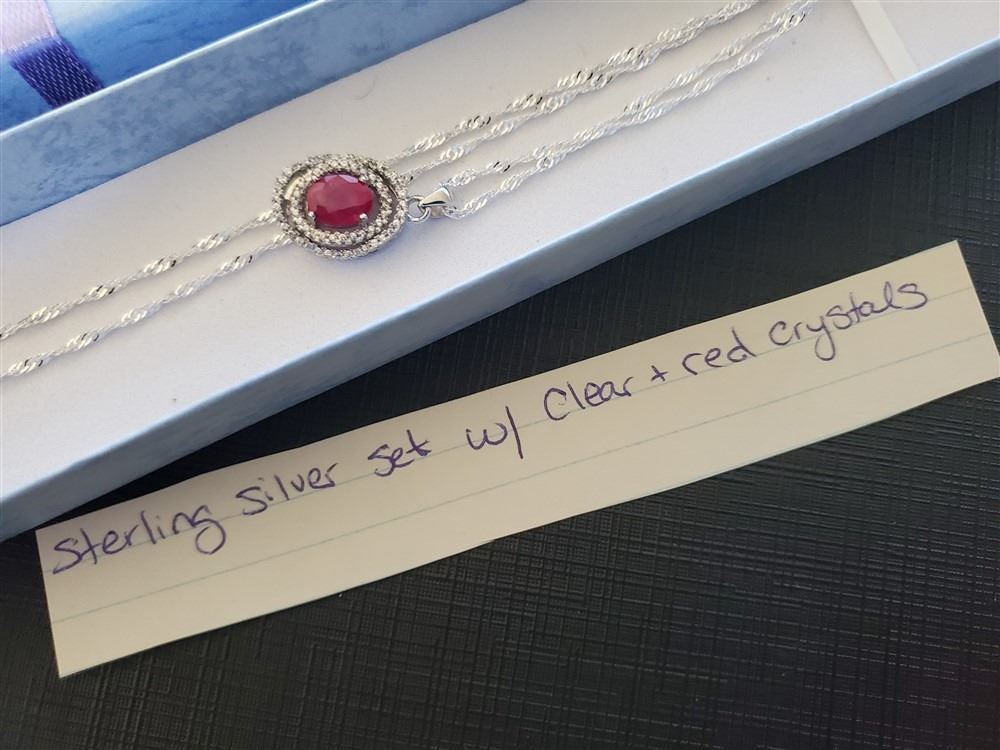 Sterling silver set w/ Clear + red crystals